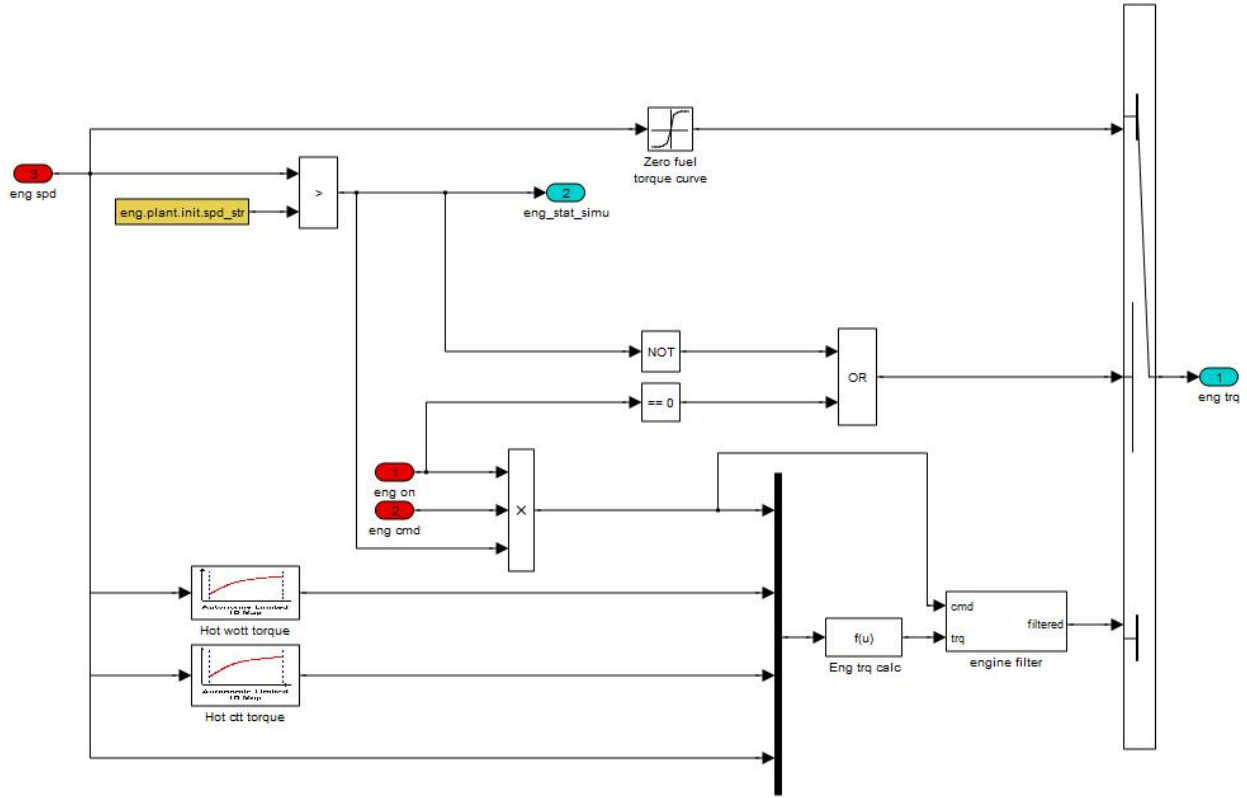 Zero fuel
torque curve
3
eng spd
eng.plant.init.spd_str
>
2
eng_stat_simu
NOT
== 0
OR
1
eng trq
1
eng on
2
eng cmd
X
Hot wott torque
Hot ctt torque
f(u)
Eng trq calc
cmd
trq
filtered
engine filter